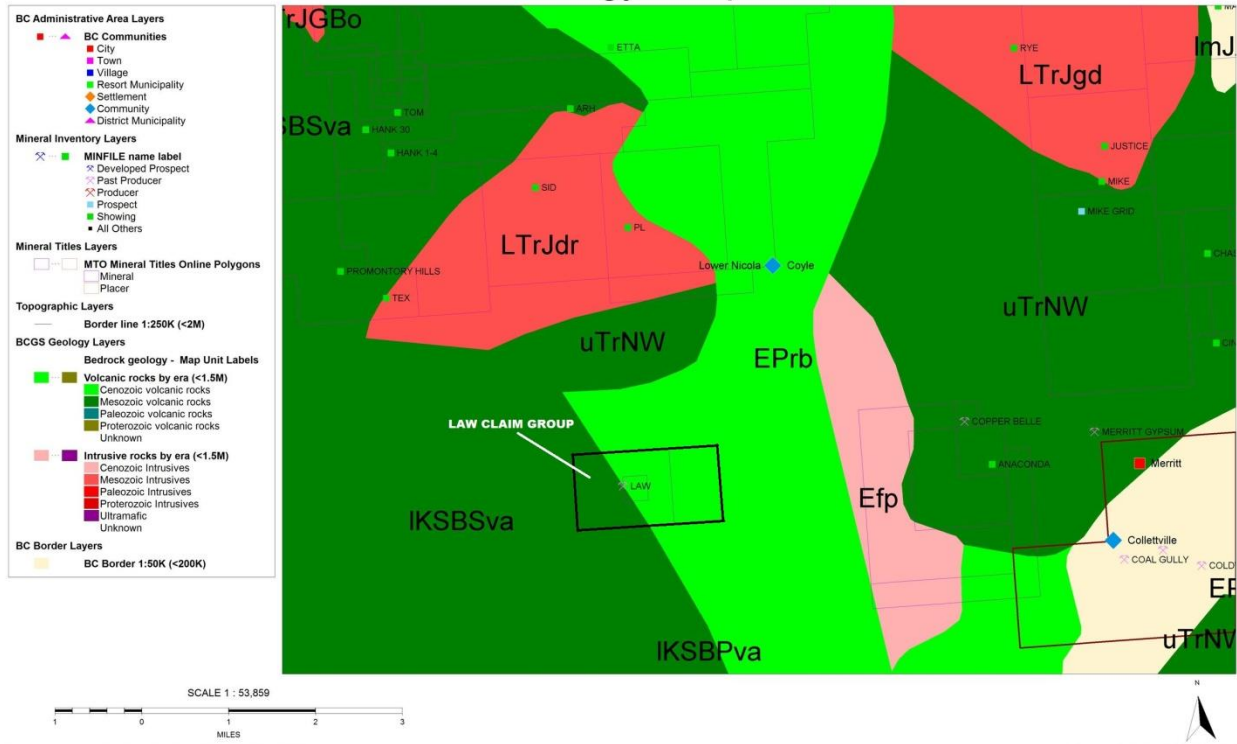 BC Administrative Area Layers
BC Communities
City
Town
Village
Resort Municipality
Settlement
Community
District Municipality
Mineral Inventory Layers
MINFILE name label
Developed Prospect
Past Producer
Producer
Prospect
Showing
All Others
Mineral Titles Layers
MTO Mineral Titles Online Polygons
Mineral
Placer
Topographic Layers
Border line 1:250K (<2M)
BCGS Geology Layers
Bedrock geology - Map Unit Labels
Volcanic rocks by era (<1.5M)
Cenozoic volcanic rocks
Mesozoic volcanic rocks
Paleozoic volcanic rocks
Proterozoic volcanic rocks
Unknown
Intrusive rocks by era (<1.5M)
Cenozoic Intrusives
Mesozoic Intrusives
Paleozoic Intrusives
Proterozoic Intrusives
Ultramafic
Unknown
BC Border Layers
BC Border 1:50K (<200K)
rJGBo
ETTA
RYE
lmJ
LTrJgd
TOM
ARH
SBSva
HANK 30
HANK 1-4
JUSTICE
SID
MIKE
MIKE GRID
PL
LTrJdr
CHAS
PROMONTORY HILLS
Lower Nicola
Coyle
TEX
uTrNW
uTrNW
EPrb
LAW CLAIM GROUP
COPPER BELLE
MERRITT GYPSUM
ANACONDA
Merritt
LAW
Efp
lKSBSva
Collettville
COAL GULLY
lKSBPva
uTrNW
SCALE 1 : 53,859
1 0 1 2 3
MILES
N